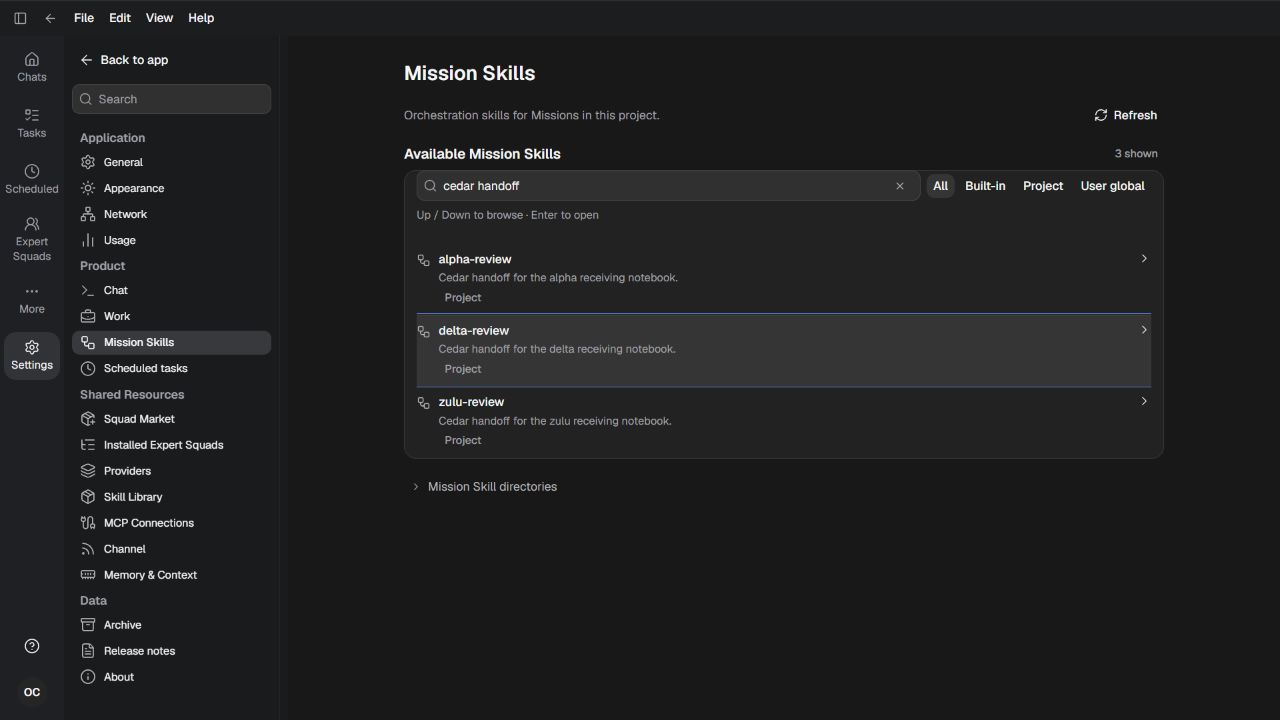 File Edit View Help
Chats
Tasks
Scheduled
Expert
Squads
More
Settings
OC
Back to app
Search
Application
General
Appearance
Network
Usage
Product
Chat
Work
Mission Skills
Scheduled tasks
Shared Resources
Squad Market
Installed Expert Squads
Providers
Skill Library
MCP Connections
Channel
Memory & Context
Data
Archive
Release notes
About
Mission Skills
Orchestration skills for Missions in this project.
Refresh
Available Mission Skills
3 shown
cedar handoff
All Built-in Project User global
Up / Down to browse · Enter to open
alpha-review
Cedar handoff for the alpha receiving notebook.
Project
delta-review
Cedar handoff for the delta receiving notebook.
Project
zulu-review
Cedar handoff for the zulu receiving notebook.
Project
Mission Skill directories